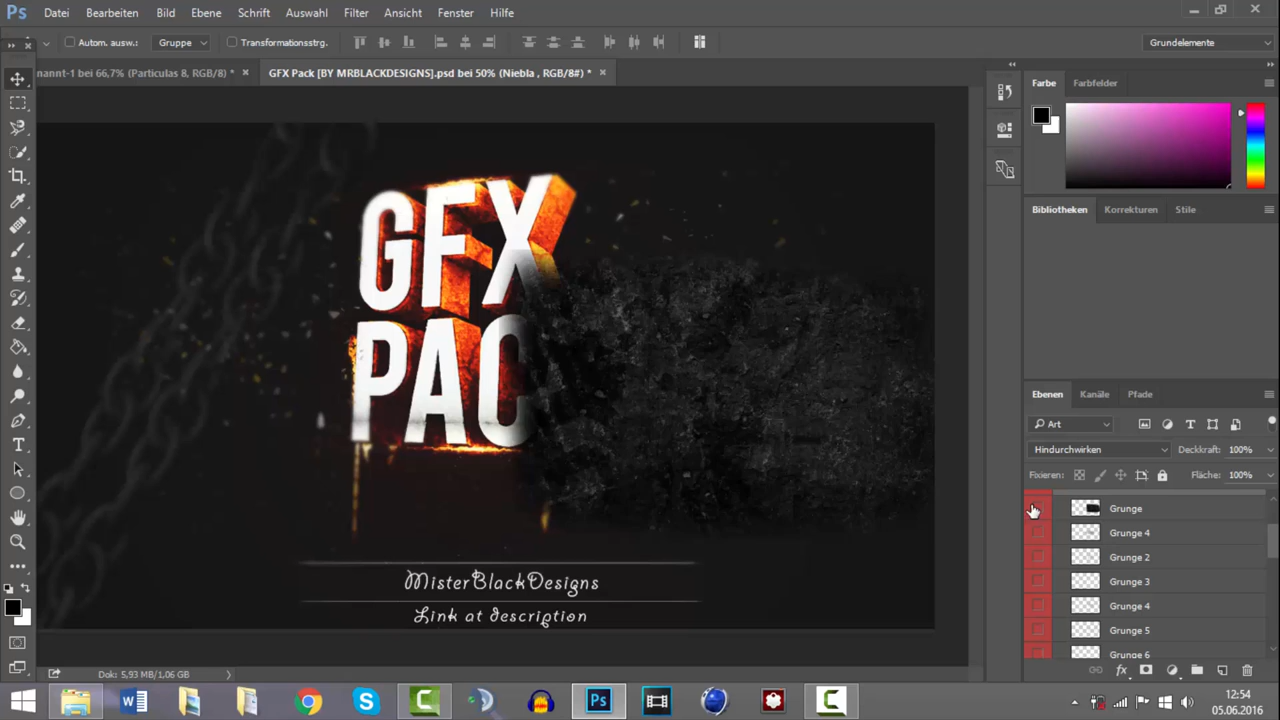 Ps Datei Bearbeiten Bild Ebene Schrift Auswahl Filter Ansicht Fenster Hilfe
Autom. ausw.: Gruppe Transformationsstrg. Grundelemente
nannt-1 bei 66,7% (Particulas 8, RGB/8) * × GFX Pack [BY MRBLACKDESIGNS].psd bei 50% (Niebla , RGB/8#) * ×
Farbe Farbfelder
Bibliotheken Korrekturen Stile
GFX
PAC
MisterBlackDesigns
Link at description
Ebenen Kanäle Pfade
Art
Hindurchwirken Deckkraft: 100%
Fixieren: Fläche: 100%
Grunge
Grunge 4
Grunge 2
Grunge 3
Grunge 4
Grunge 5
Grunge 6
Dok: 5,93 MB/1,06 GB
Ps
12:54
05.06.2016